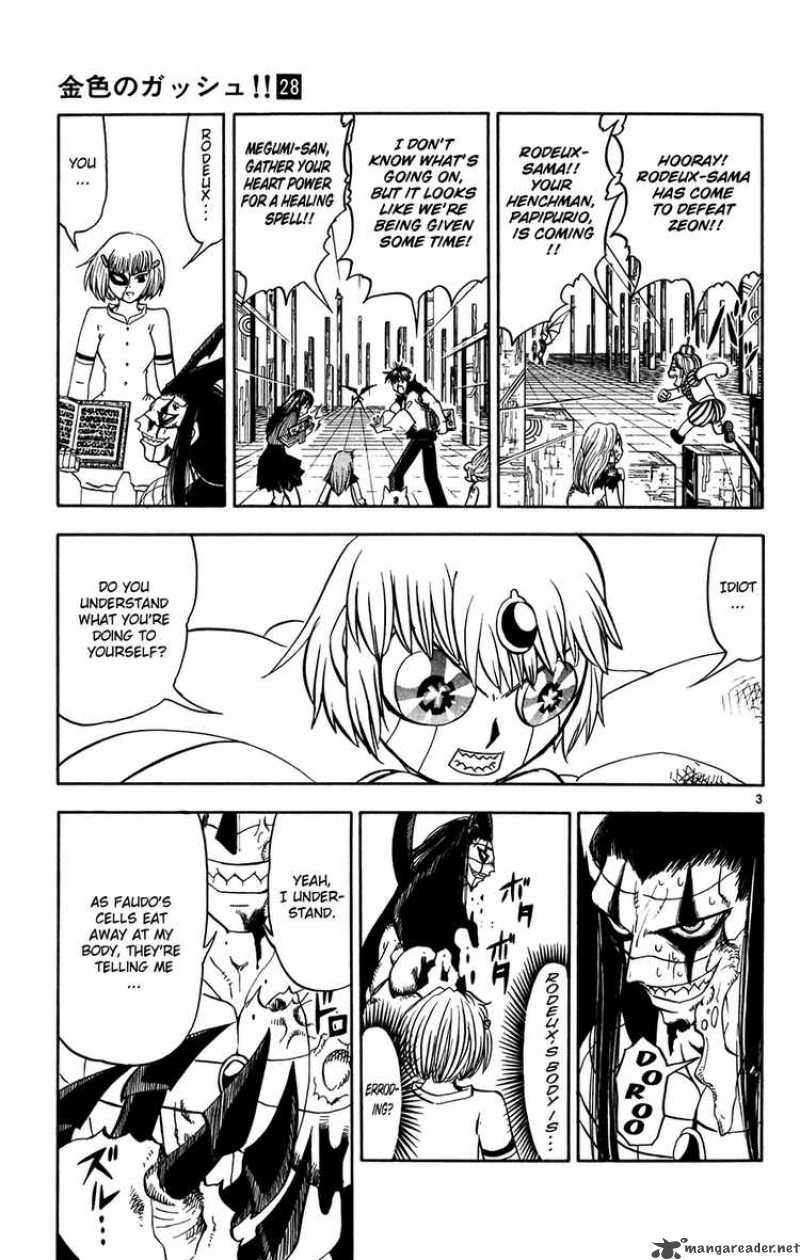 金色のガッシュ!! 28
HOORAY!
RODEUX-SAMA
HAS COME
TO DEFEAT
ZEON!!
RODEUX-
SAMA!!
YOUR
HENCHMAN,
PAPIPURIO,
IS COMING
!!
I DON'T
KNOW WHAT'S
GOING ON,
BUT IT LOOKS
LIKE WE'RE
BEING GIVEN
SOME TIME!
MEGUMI-SAN,
GATHER YOUR
HEART POWER
FOR A HEALING
SPELL!!
RODEUX...
YOU
...
IDIOT
...
DO YOU
UNDERSTAND
WHAT YOU'RE
DOING TO
YOURSELF?
3
DOROO
ボタ
ボタ
RODEUX'S BODY IS...
ERROD-
ING?
YEAH,
I UNDER-
STAND.
AS FAUDO'S
CELLS EAT
AWAY AT MY
BODY, THEY'RE
TELLING ME
...
ドロ
ズル...
mangareader.net